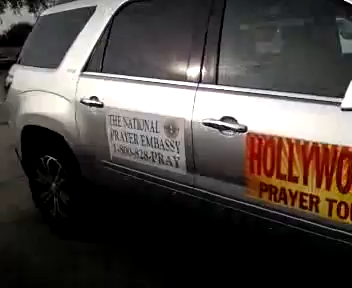 THE NATIONAL
PRAYER EMBASSY
1-800-828-PRAY
HOLLYWO
PRAYER TO